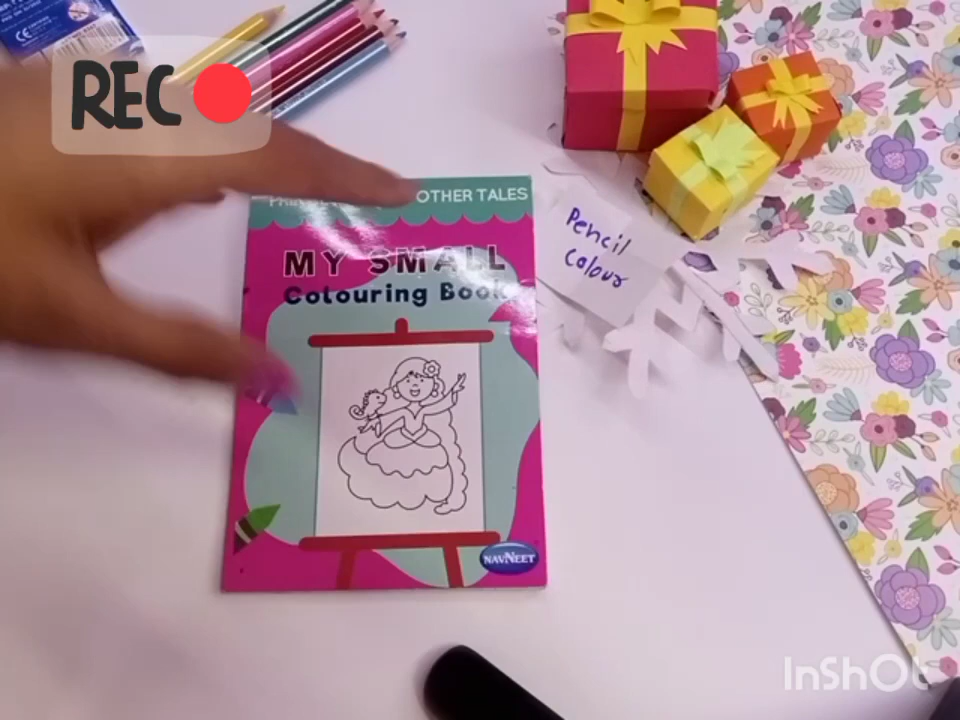 REC
OTHER TALES
MY SMALL
Colouring Book
Pencil
colour
NAVNEET
InShOt